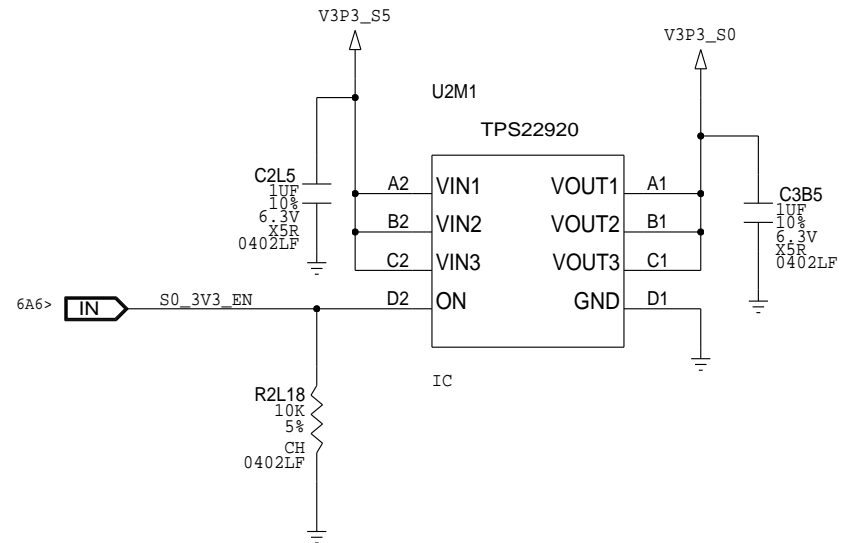 V3P3_S5
V3P3_S0
U2M1
TPS22920
C2L5
1UF
10%
6.3V
X5R
0402LF
A2 VIN1 VOUT1 A1
B2 VIN2 VOUT2 B1
C2 VIN3 VOUT3 C1
D2 ON GND D1
C3B5
1UF
10%
6.3V
X5R
0402LF
6A6> IN S0_3V3_EN
IC
R2L18
10K
5%
CH
0402LF